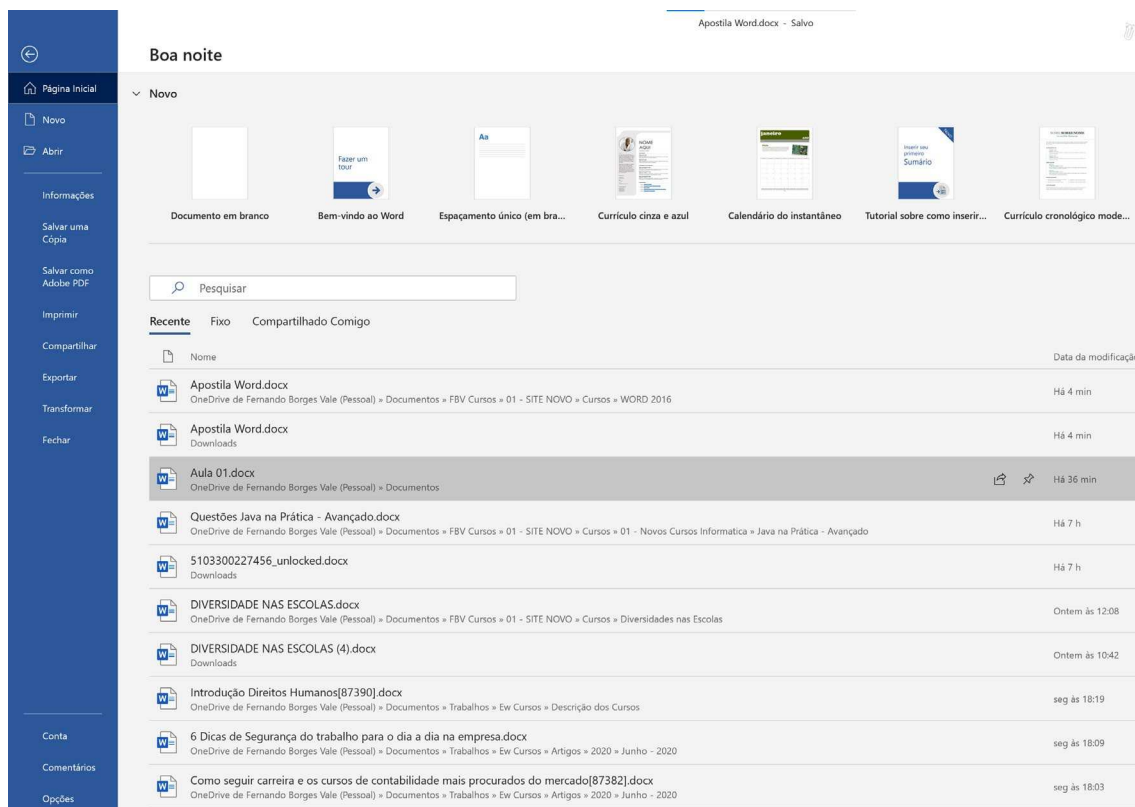 Apostila Word.docx - Salvo
Boa noite
Página Inicial
Novo
Abrir
Informações
Salvar uma
Cópia
Salvar como
Adobe PDF
Imprimir
Compartilhar
Exportar
Transformar
Fechar
Conta
Comentários
Opções
Novo
Fazer um
tour
Aa
NOME
AQUI
janeiro
Inserir seu
primeiro
Sumário
Documento em branco
Bem-vindo ao Word
Espaçamento único (em bra...
Currículo cinza e azul
Calendário do instantâneo
Tutorial sobre como inserir...
Currículo cronológico mode...
Pesquisar
Recente Fixo Compartilhado Comigo
Nome Data da modificação
Apostila Word.docx
OneDrive de Fernando Borges Vale (Pessoal) » Documentos » FBV Cursos » 01 - SITE NOVO » Cursos » WORD 2016
Há 4 min
Apostila Word.docx
Downloads
Há 4 min
Aula 01.docx
OneDrive de Fernando Borges Vale (Pessoal) » Documentos
Há 36 min
Questões Java na Prática - Avançado.docx
OneDrive de Fernando Borges Vale (Pessoal) » Documentos » FBV Cursos » 01 - SITE NOVO » Cursos » 01 - Novos Cursos Informatica » Java na Prática - Avançado
Há 7 h
5103300227456_unlocked.docx
Downloads
Há 7 h
DIVERSIDADE NAS ESCOLAS.docx
OneDrive de Fernando Borges Vale (Pessoal) » Documentos » FBV Cursos » 01 - SITE NOVO » Cursos » Diversidades nas Escolas
Ontem às 12:08
DIVERSIDADE NAS ESCOLAS (4).docx
Downloads
Ontem às 10:42
Introdução Direitos Humanos[87390].docx
OneDrive de Fernando Borges Vale (Pessoal) » Documentos » Trabalhos » Ew Cursos » Descrição dos Cursos
seg às 18:19
6 Dicas de Segurança do trabalho para o dia a dia na empresa.docx
OneDrive de Fernando Borges Vale (Pessoal) » Documentos » Trabalhos » Ew Cursos » Artigos » 2020 » Junho - 2020
seg às 18:09
Como seguir carreira e os cursos de contabilidade mais procurados do mercado[87382].docx
OneDrive de Fernando Borges Vale (Pessoal) » Documentos » Trabalhos » Ew Cursos » Artigos » 2020 » Junho - 2020
seg às 18:03